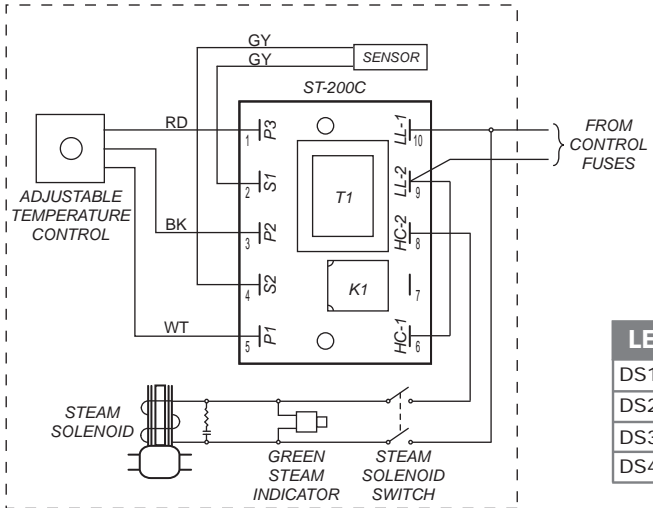 GY
GY
SENSOR
ST-200C
RD
1 P3
LL-1 10
FROM
CONTROL
FUSES
2 S1
LL-2 9
T1
ADJUSTABLE
TEMPERATURE
CONTROL
BK
3 P2
HC-2 8
4 S2
K1
7
WT
5 P1
HC-1 6
STEAM
SOLENOID
GREEN
STEAM
INDICATOR
STEAM
SOLENOID
SWITCH
DS1
DS2
DS3